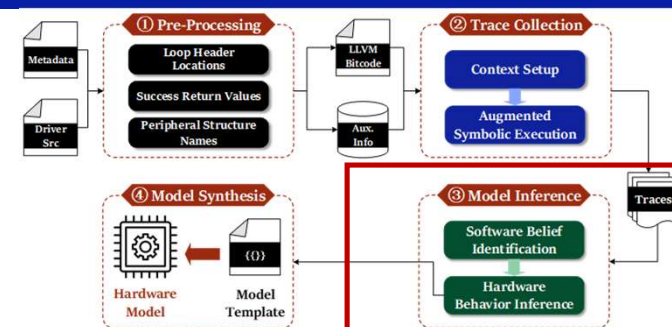 ① Pre-Processing
② Trace Collection
Metadata
Driver
Src
Loop Header
Locations
Success Return Values
Peripheral Structure
Names
LLVM
Bitcode
Aux.
Info
Context Setup
Augmented
Symbolic Execution
④ Model Synthesis
③ Model Inference
Traces
Hardware
Model
{{}}
Model
Template
Software Belief
Identification
Hardware
Behavior Inference